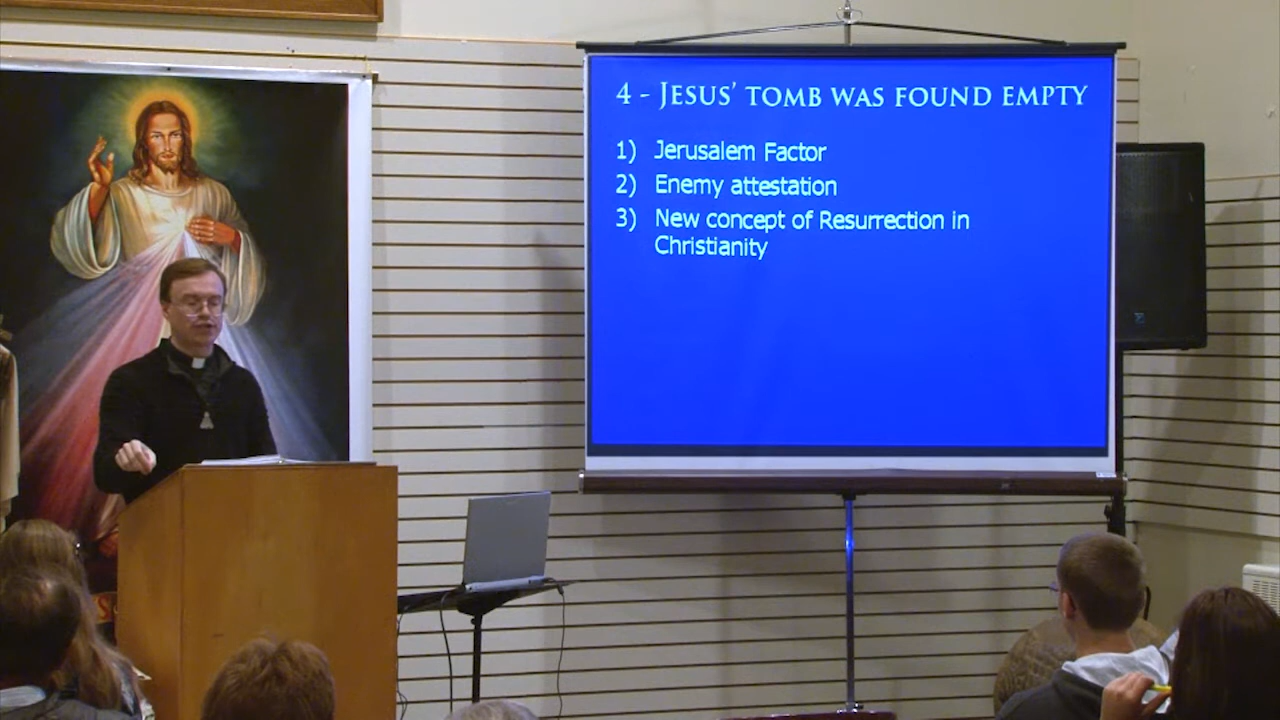 4 - Jesus’ tomb was found empty
1) Jerusalem Factor
2) Enemy attestation
3) New concept of Resurrection in
Christianity